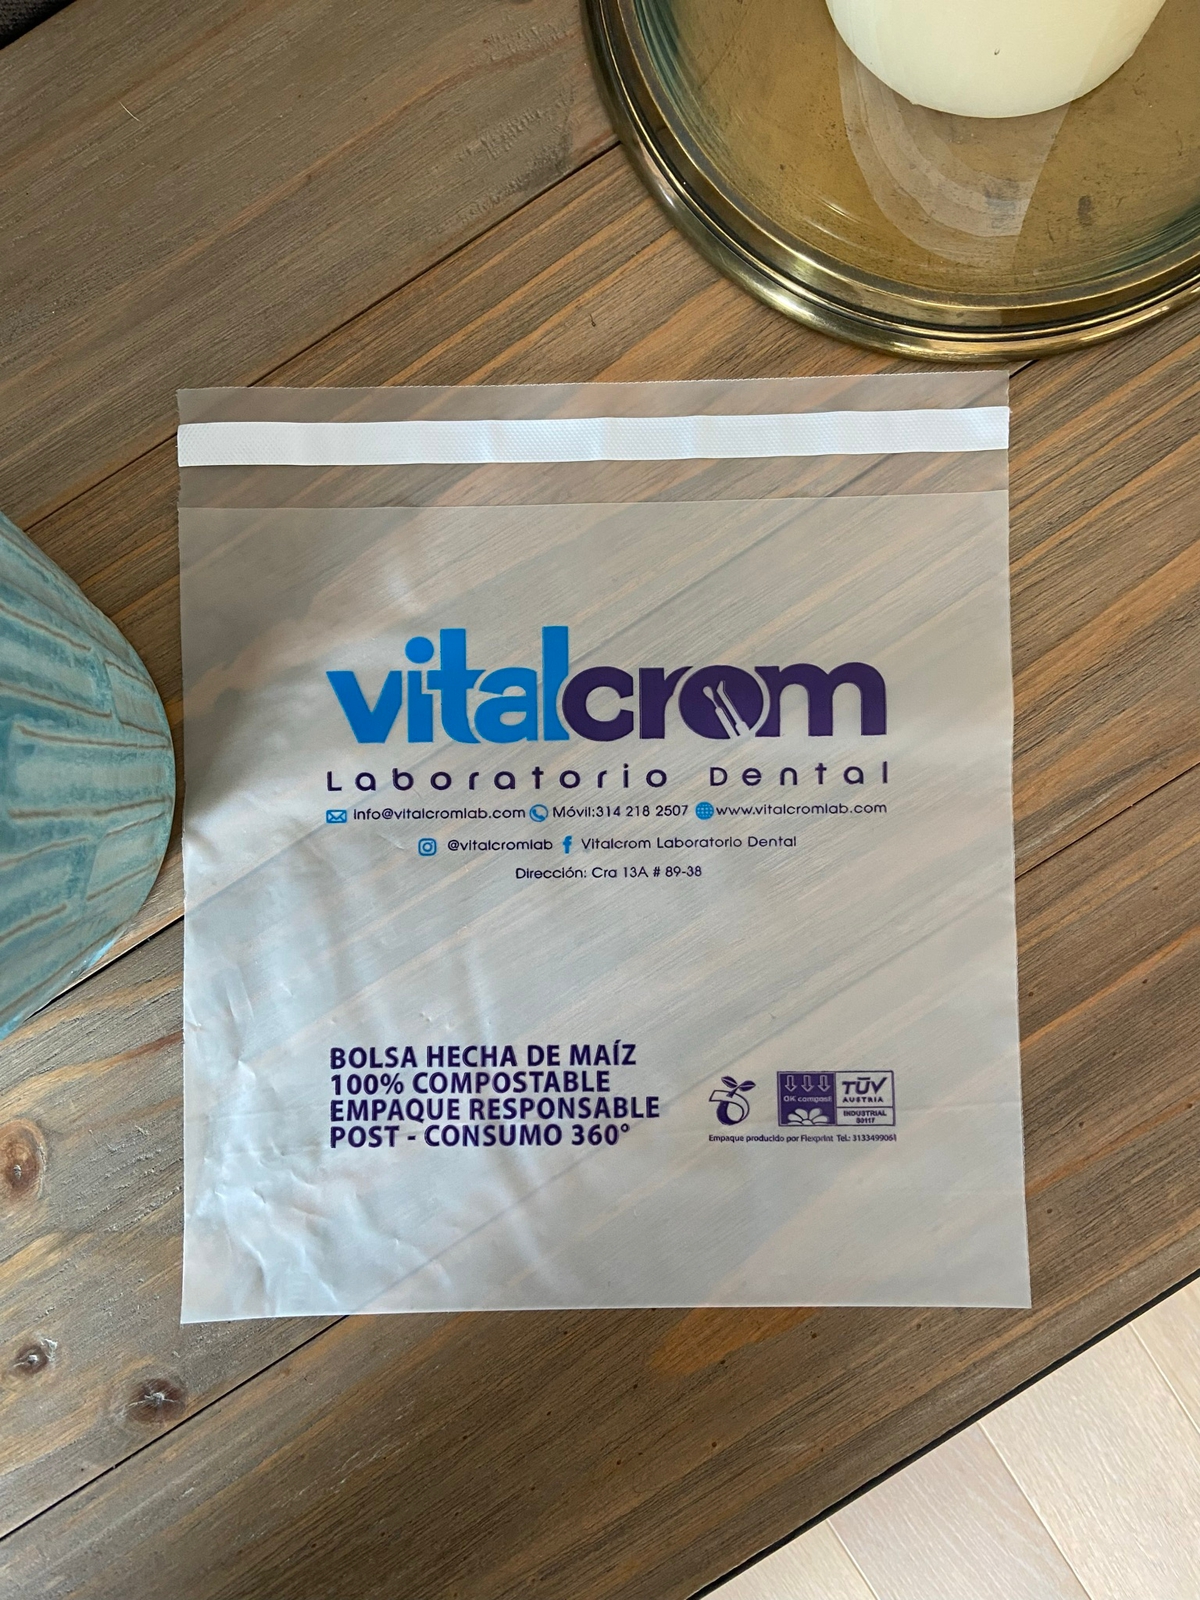 vitalcrom
Laboratorio Dental
info@vitalcromlab.com Móvil:314 218 2507 www.vitalcromlab.com
@vitalcromlab Vitalcrom Laboratorio Dental
Dirección: Cra 13A # 89-38
BOLSA HECHA DE MAÍZ
100% COMPOSTABLE
EMPAQUE RESPONSABLE
POST - CONSUMO 360°
OK compost
TÜV
AUSTRIA
INDUSTRIAL
Empaque producido por Flexprint Tel.: 3133499061